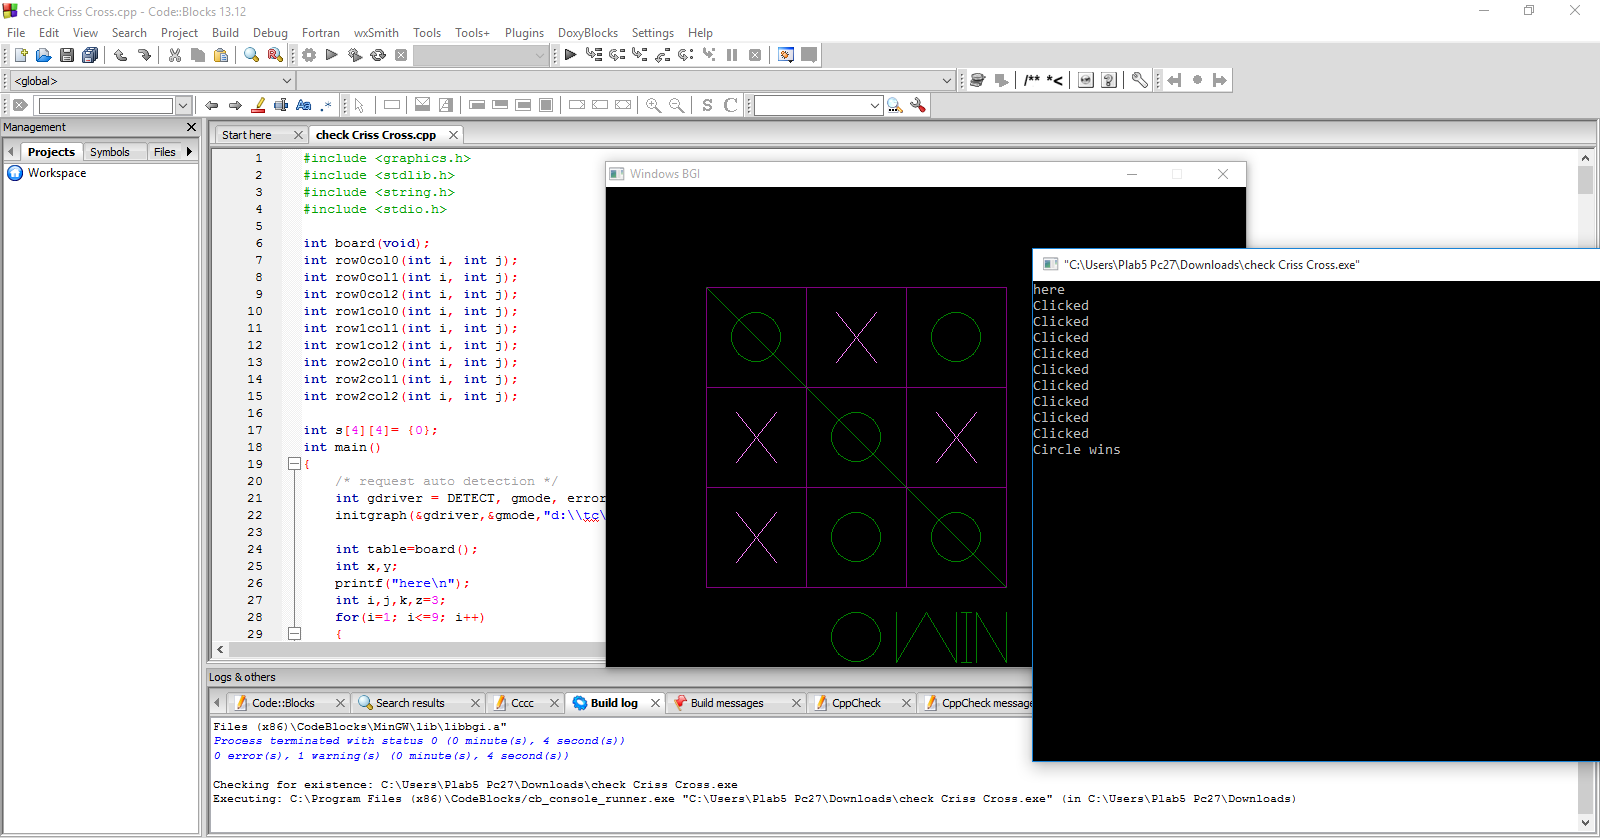 check Criss Cross.cpp - Code::Blocks 13.12
File Edit View Search Project Build Debug Fortran wxSmith Tools Tools+ Plugins DoxyBlocks Settings Help
<global>
/** *<
Aa .*
S C
Management
Projects Symbols Files
Workspace
Start here check Criss Cross.cpp
1 #include <graphics.h>
2 #include <stdlib.h>
3 #include <string.h>
4 #include <stdio.h>
5
6 int board(void);
7 int row0col0(int i, int j);
8 int row0col1(int i, int j);
9 int row0col2(int i, int j);
10 int row1col0(int i, int j);
11 int row1col1(int i, int j);
12 int row1col2(int i, int j);
13 int row2col0(int i, int j);
14 int row2col1(int i, int j);
15 int row2col2(int i, int j);
16
17 int s[4][4]= {0};
18 int main()
19 {
20 /* request auto detection */
21 int gdriver = DETECT, gmode, error
22 initgraph(&gdriver,&gmode,"d:\\tc\
23
24 int table=board();
25 int x,y;
26 printf("here\n");
27 int i,j,k,z=3;
28 for(i=1; i<=9; i++)
29 {
Windows BGI
O X O
X O X
X O O
O WIN
"C:\Users\Plab5 Pc27\Downloads\check Criss Cross.exe"
here
Clicked
Clicked
Clicked
Clicked
Clicked
Clicked
Clicked
Clicked
Clicked
Circle wins
Logs & others
Code::Blocks Search results Cccc Build log Build messages CppCheck CppCheck message
Files (x86)\CodeBlocks\MinGW\lib\libbgi.a"
Process terminated with status 0 (0 minute(s), 4 second(s))
0 error(s), 1 warning(s) (0 minute(s), 4 second(s))
Checking for existence: C:\Users\Plab5 Pc27\Downloads\check Criss Cross.exe
Executing: C:\Program Files (x86)\CodeBlocks/cb_console_runner.exe "C:\Users\Plab5 Pc27\Downloads\check Criss Cross.exe" (in C:\Users\Plab5 Pc27\Downloads)